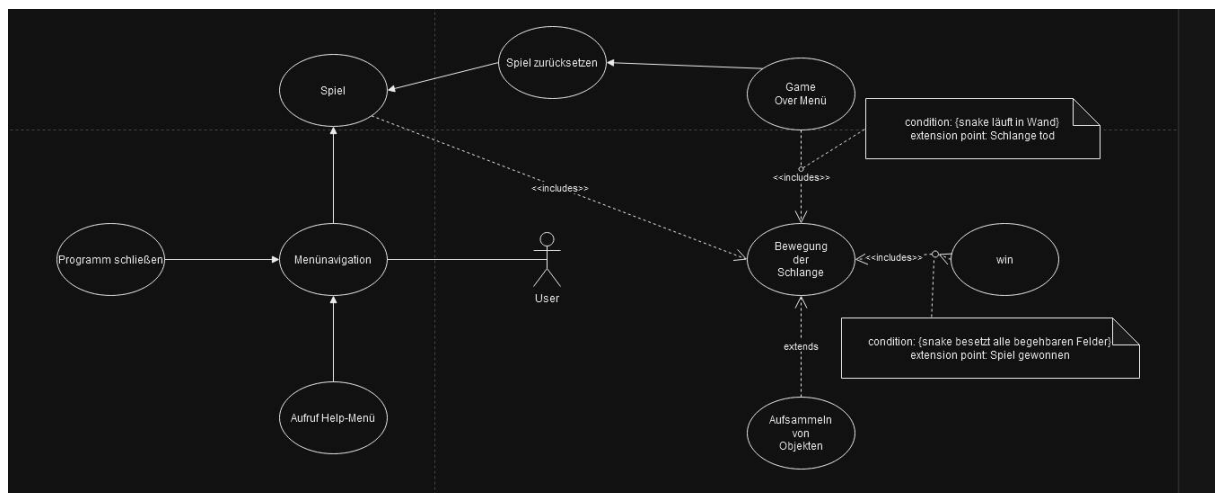 Spiel zurücksetzen
Spiel
Game
Over Menü
condition: {snake läuft in Wand}
extension point: Schlange tod
<<includes>>
<<includes>>
Programm schließen
Menünavigation
User
Bewegung
der
Schlange
<<includes>>
win
condition: {snake besetzt alle begehbaren Felder}
extension point: Spiel gewonnen
extends
Aufruf Help-Menü
Aufsammeln
von
Objekten